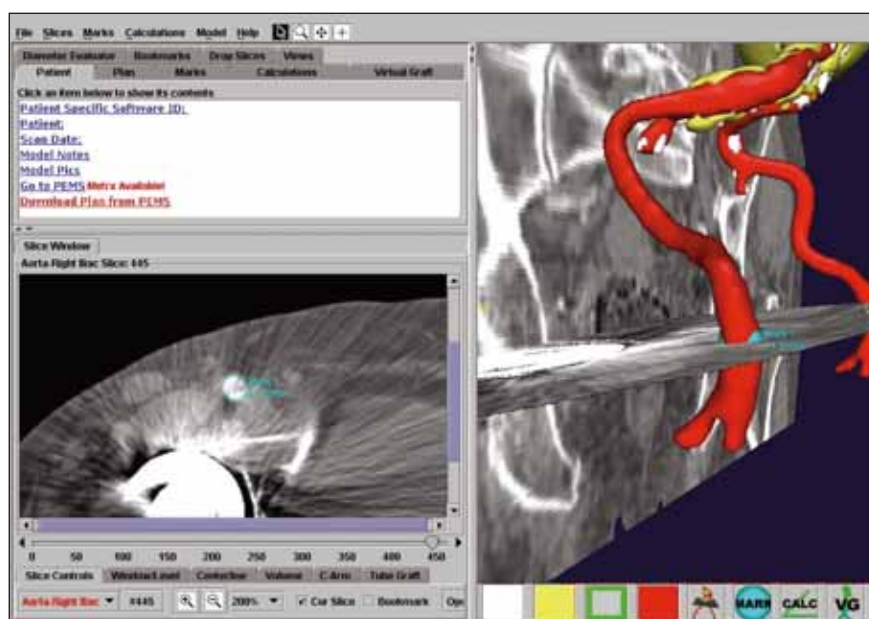 File Slices Marks Calculations Model Help
Diameter Evaluator Bookmarks Drop Slices Views
Patient Plan Marks Calculations Virtual Graft
Click an item below to show its contents
Patient Specific Software ID:
Patient:
Scan Date:
Model Notes
Model Pics
Go to PEMS Metrx Available!
Download Plan from PEMS
Slice Window
Aorta-Right Iliac Slice: 445
0 50 100 150 200 250 300 350 400 450
Slice Controls Window/Level Centerline Volume C-Arm Tube Graft
Aorta-Right Iliac #445 200% Cur Slice Bookmark
MARK CALC VG